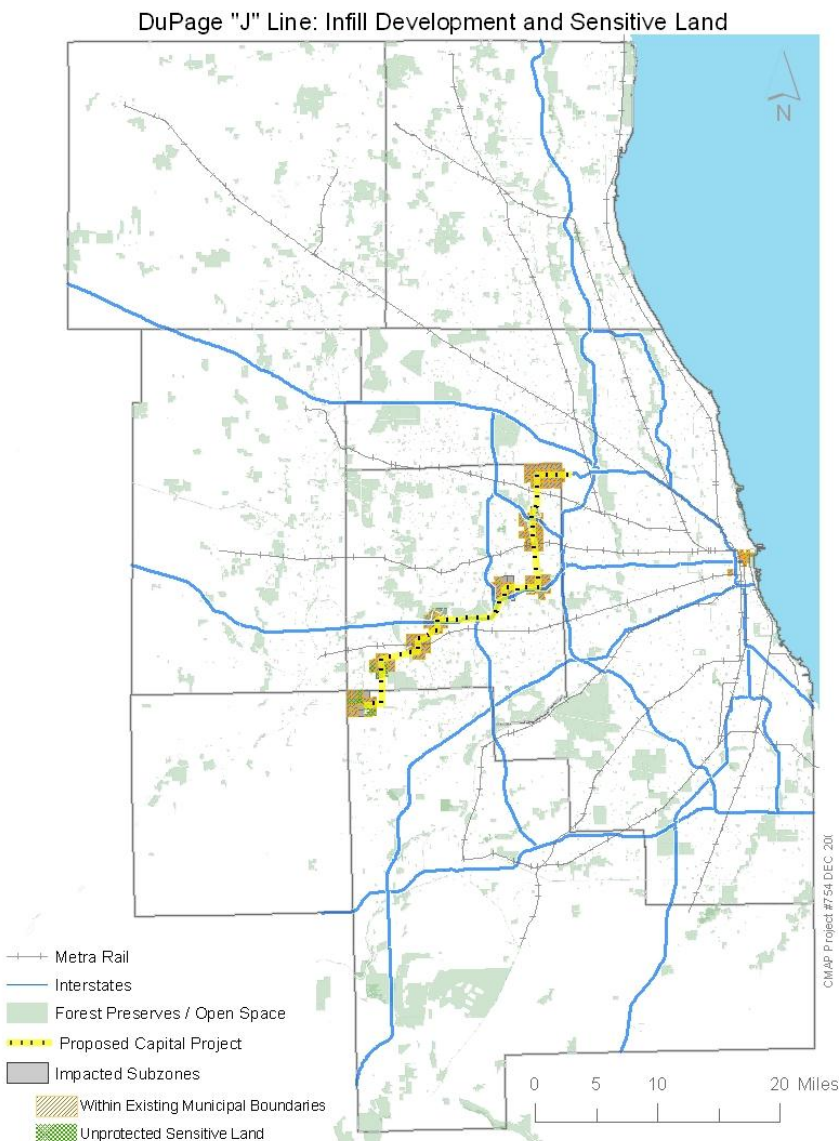 DuPage "J" Line: Infill Development and Sensitive Land
N
Metra Rail
Interstates
Forest Preserves / Open Space
Proposed Capital Project
Impacted Subzones
Within Existing Municipal Boundaries
Unprotected Sensitive Land
0 5 10 20 Miles
CMAP Project #754 DEC